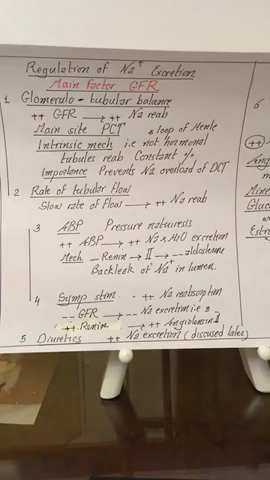 Regulation of Na+ Excretion
Main Factor GFR
1 Glomerulo-tubular balance
++ GFR → ++ Na reab
Main site PCT & loop of Henle
Intrinsic mech i.e not hormonal
tubules reab Constant %
Importance Prevents Na overload of DCT
2 Rate of tubular flow
Slow rate of Flow → ++ Na reab
3 ABP Pressure natriuresis
++ ABP → ++ Na & H2O excretion
Mech _ Renin → II → -- aldosterone
Backleak of Na+ in lumen.
4 Symp stim. ++ Na reabsorption
-- GFR → -- Na excretion i.e
++ Renin → ++ Angiotensin II
5 Diuretics ++ Na excretion (discused later)
6
++
Ang
Mine
Gluco
Estr